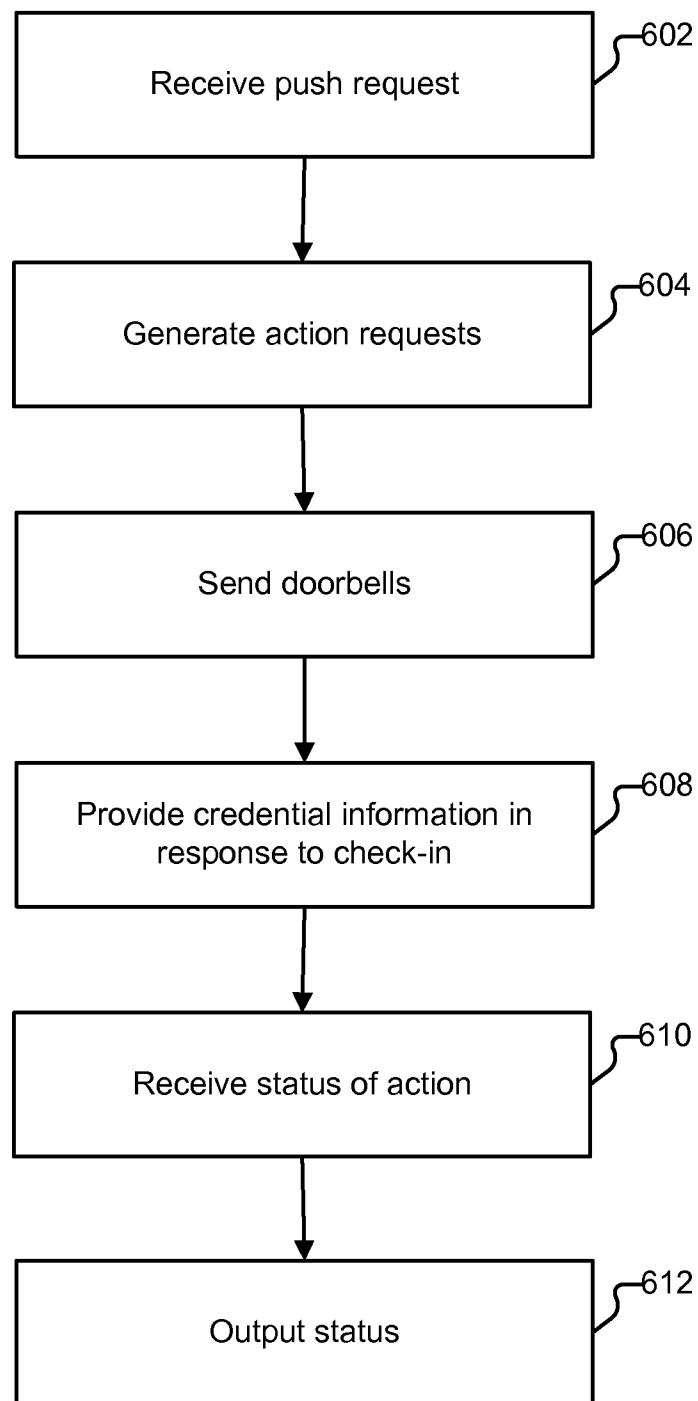 Receive push request
602
Generate action requests
604
Send doorbells
606
Provide credential information in
response to check-in
608
Receive status of action
610
Output status
612